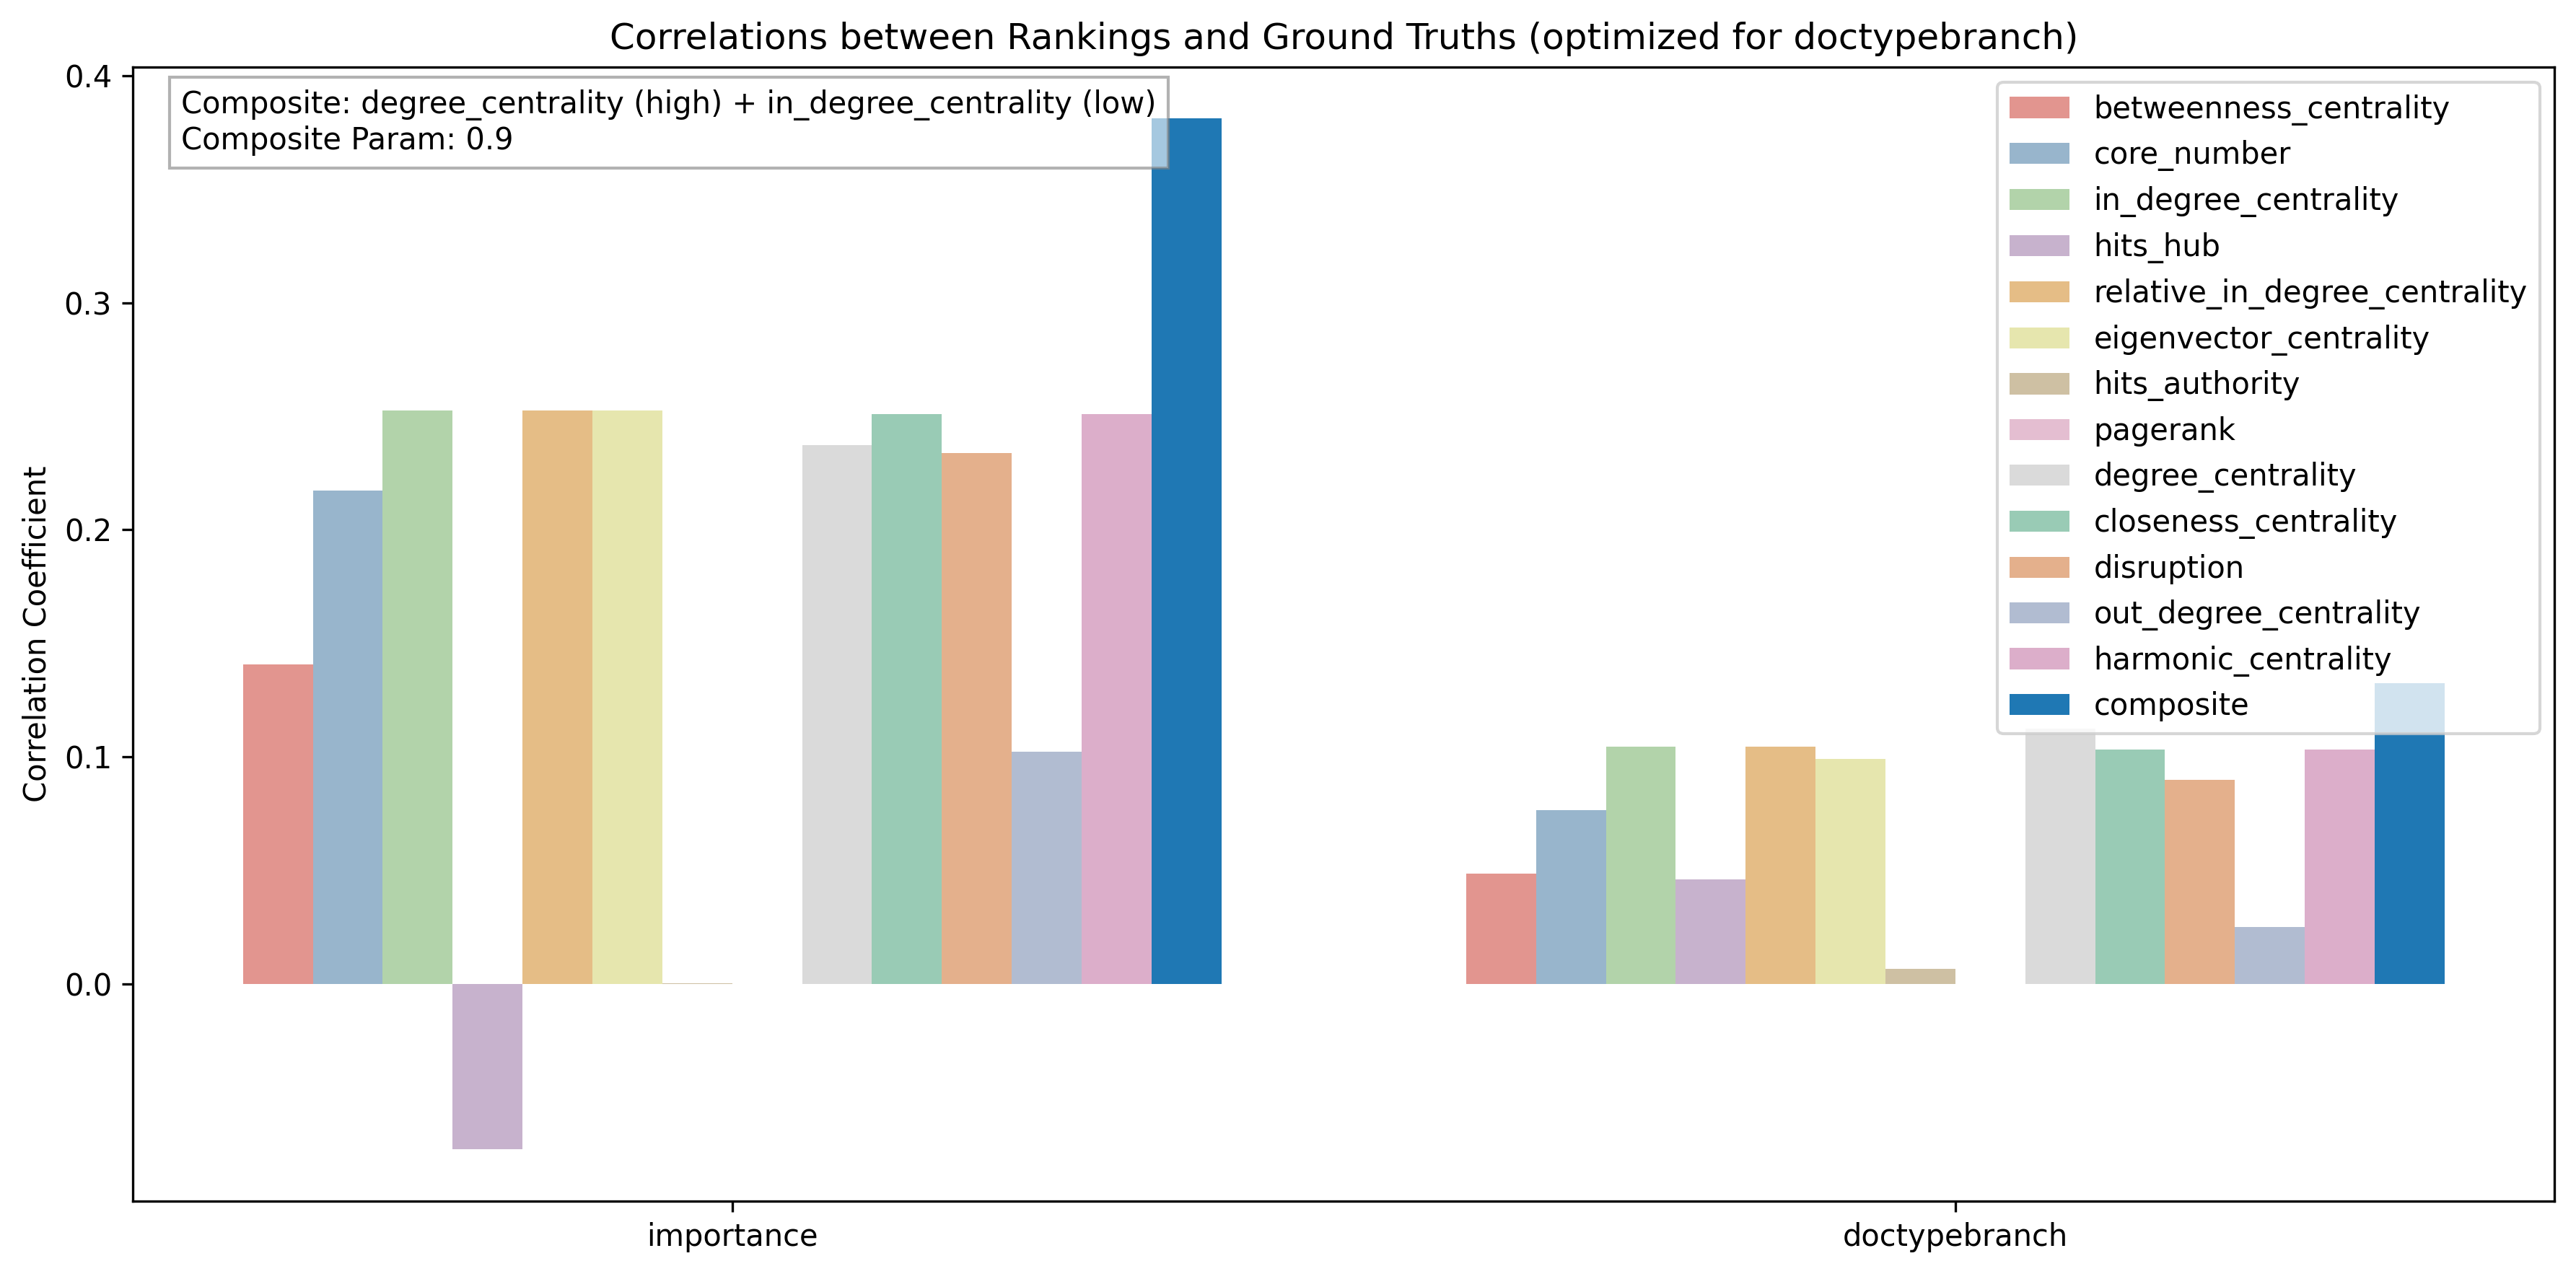 Correlations between Rankings and Ground Truths (optimized for doctypebranch)
Composite: degree_centrality (high) + in_degree_centrality (low)
Composite Param: 0.9
betweenness_centrality
core_number
in_degree_centrality
hits_hub
relative_in_degree_centrality
eigenvector_centrality
hits_authority
pagerank
degree_centrality
closeness_centrality
disruption
out_degree_centrality
harmonic_centrality
composite
Correlation Coefficient
0.4
0.3
0.2
0.1
0.0
importance
doctypebranch